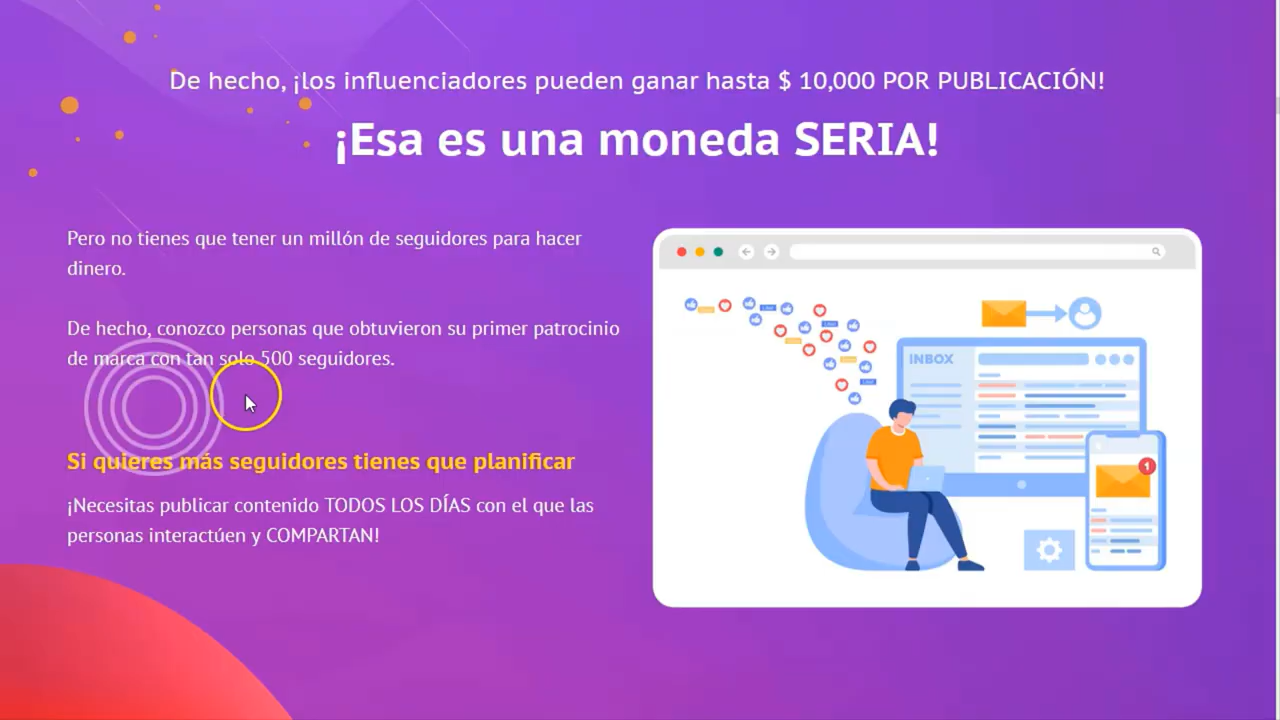 De hecho, ¡los influenciadores pueden ganar hasta $ 10,000 POR PUBLICACIÓN!
¡Esa es una moneda SERIA!
Pero no tienes que tener un millón de seguidores para hacer
dinero.
De hecho, conozco personas que obtuvieron su primer patrocinio
de marca con tan solo 500 seguidores.
Si quieres más seguidores tienes que planificar
¡Necesitas publicar contenido TODOS LOS DÍAS con el que las
personas interactúen y COMPARTAN!
INBOX
1